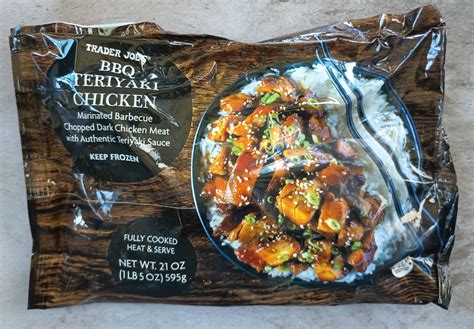 TRADER JOE'S
BBQ
TERIYAKI
CHICKEN
Marinated Barbecue
Chopped Dark Chicken Meat
with Authentic Teriyaki Sauce
KEEP FROZEN
FULLY COOKED
HEAT & SERVE
NET WT. 21 OZ
(1 LB 5 OZ) 595g